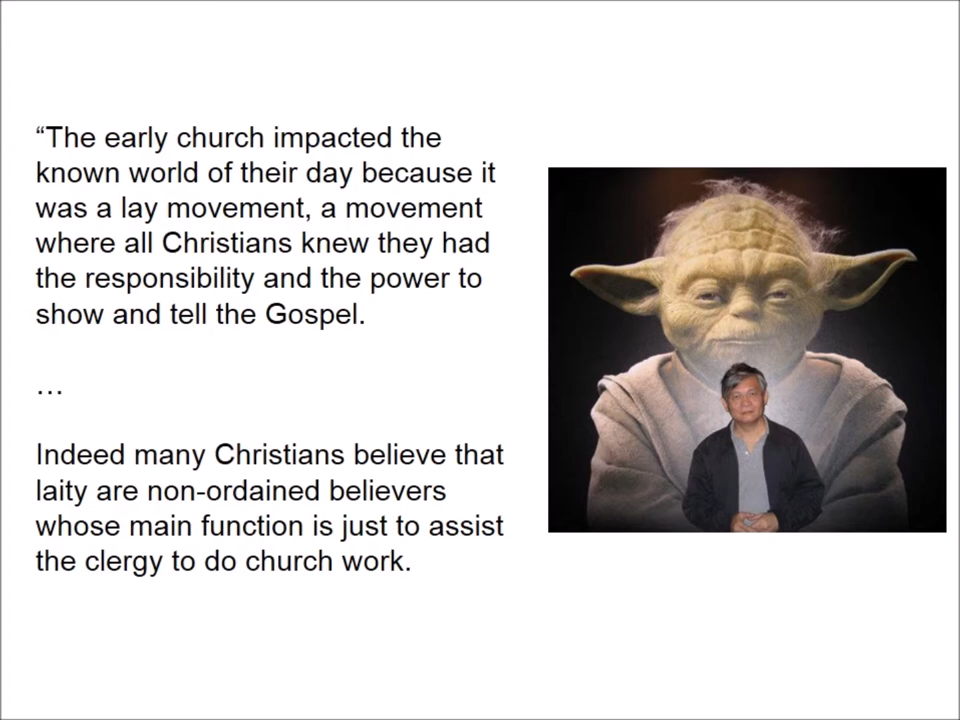 “The early church impacted the
known world of their day because it
was a lay movement, a movement
where all Christians knew they had
the responsibility and the power to
show and tell the Gospel.
…
Indeed many Christians believe that
laity are non-ordained believers
whose main function is just to assist
the clergy to do church work.